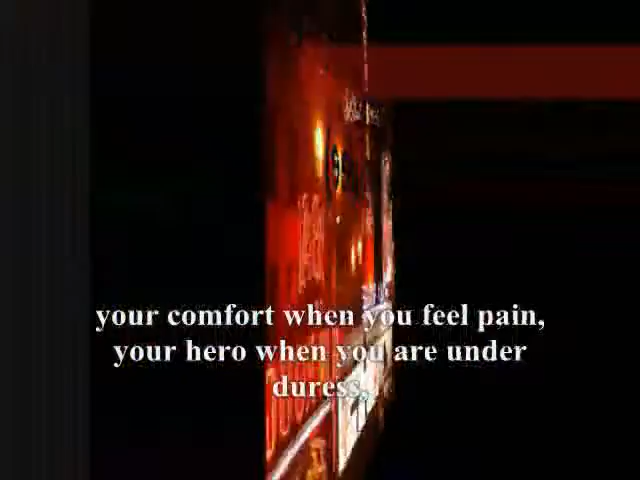 your comfort when you feel pain,
your hero when you are under
duress,